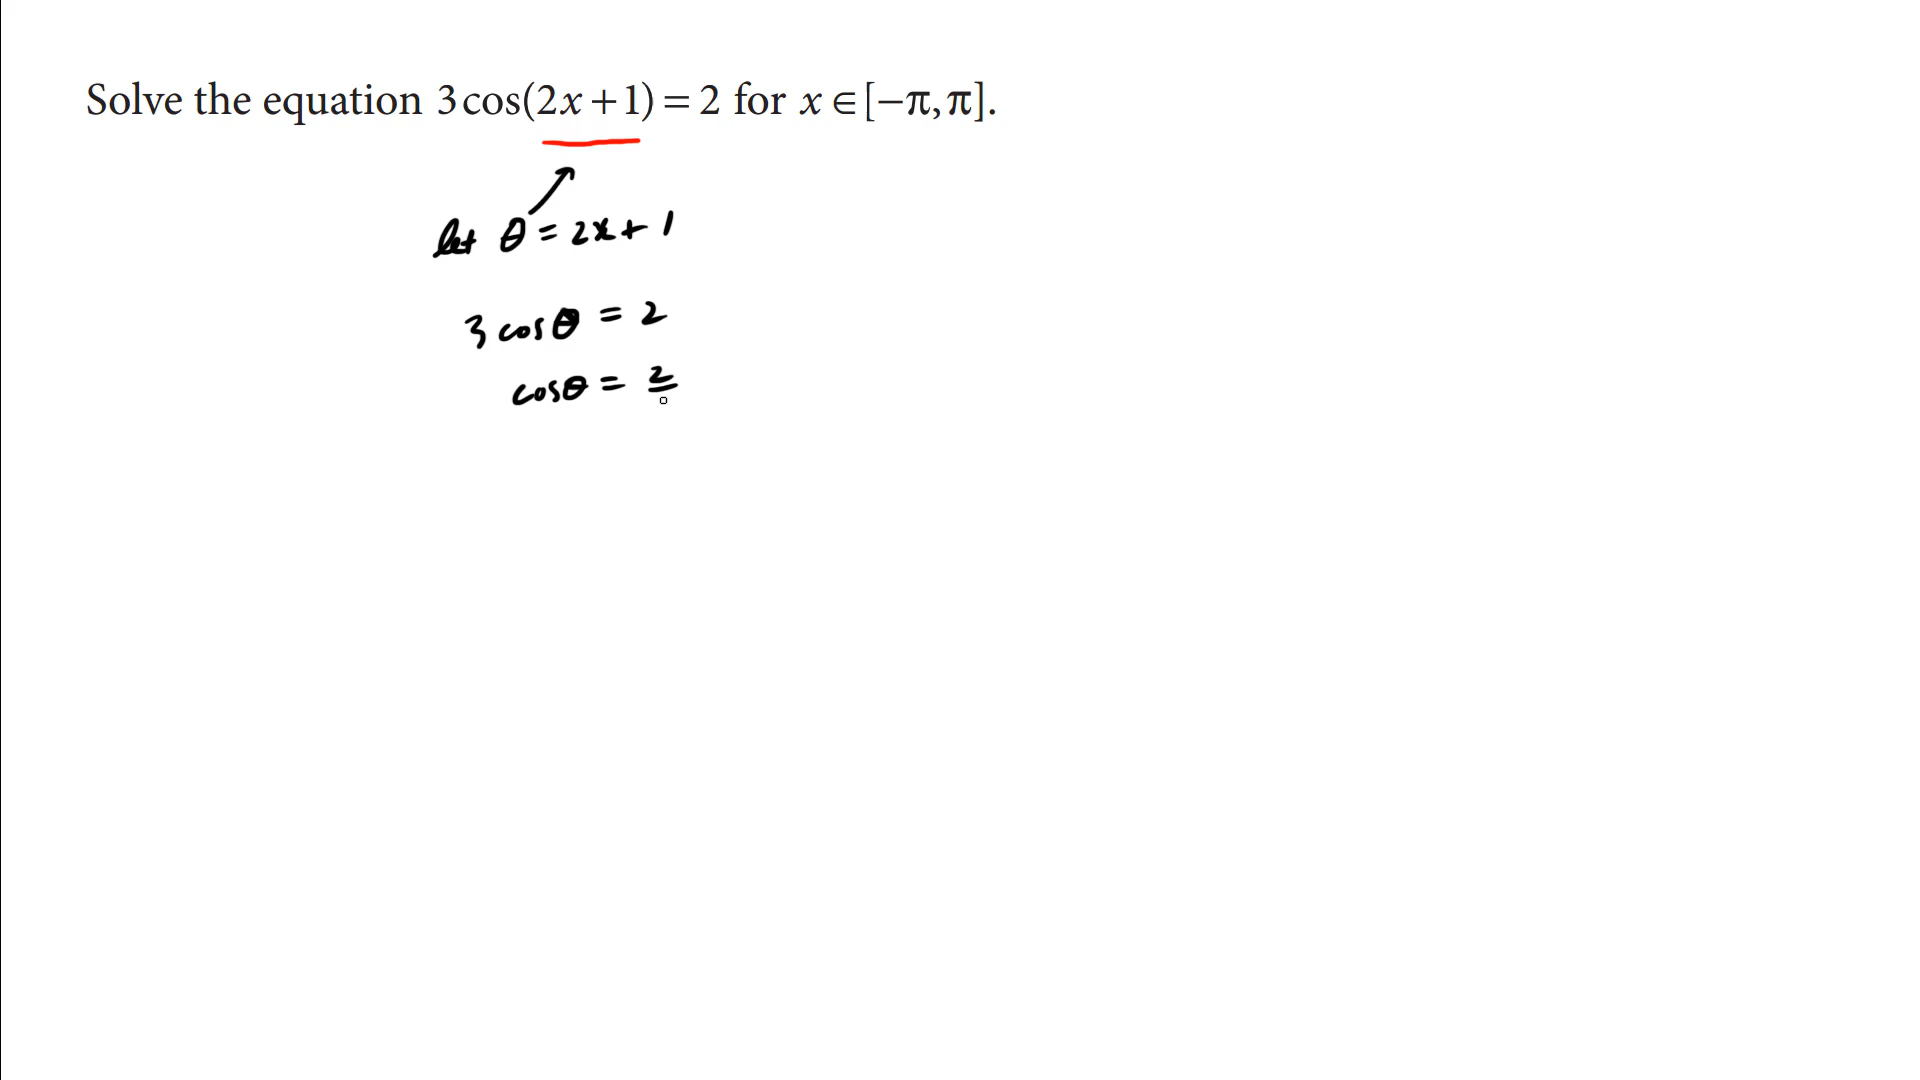 Solve the equation 3cos(2x+1)=2 for x∈[−π,π].
let θ = 2x + 1
3 cosθ = 2
cosθ = 2/